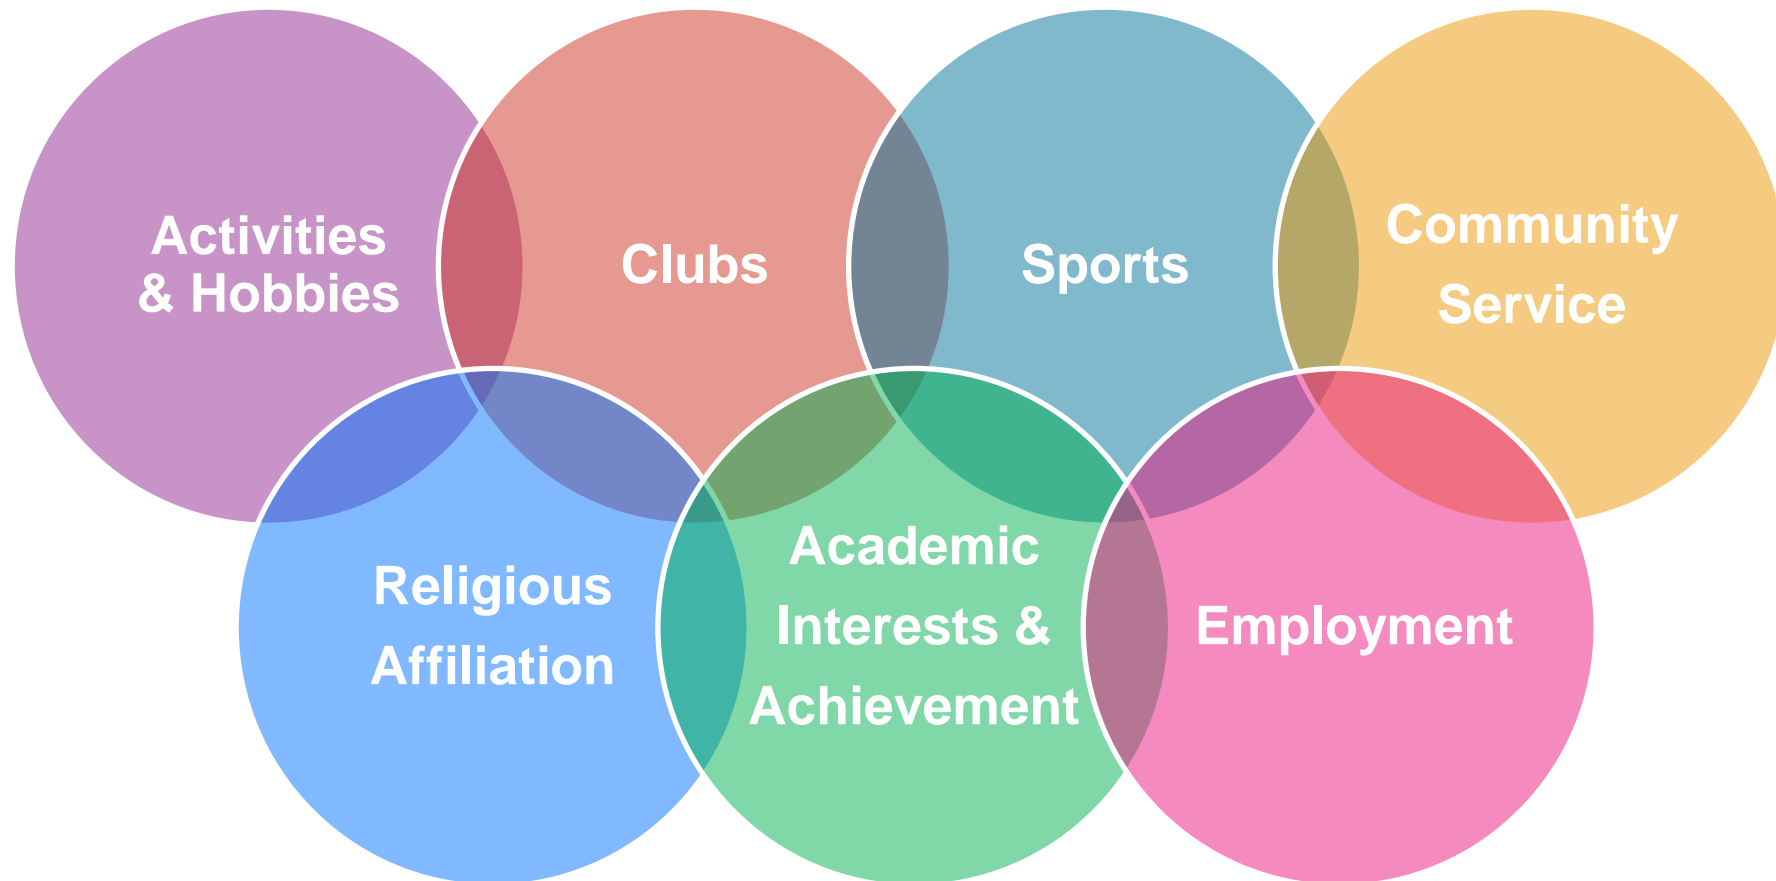 Activities
& Hobbies
Clubs
Sports
Community
Service
Religious
Affiliation
Academic
Interests &
Achievement
Employment